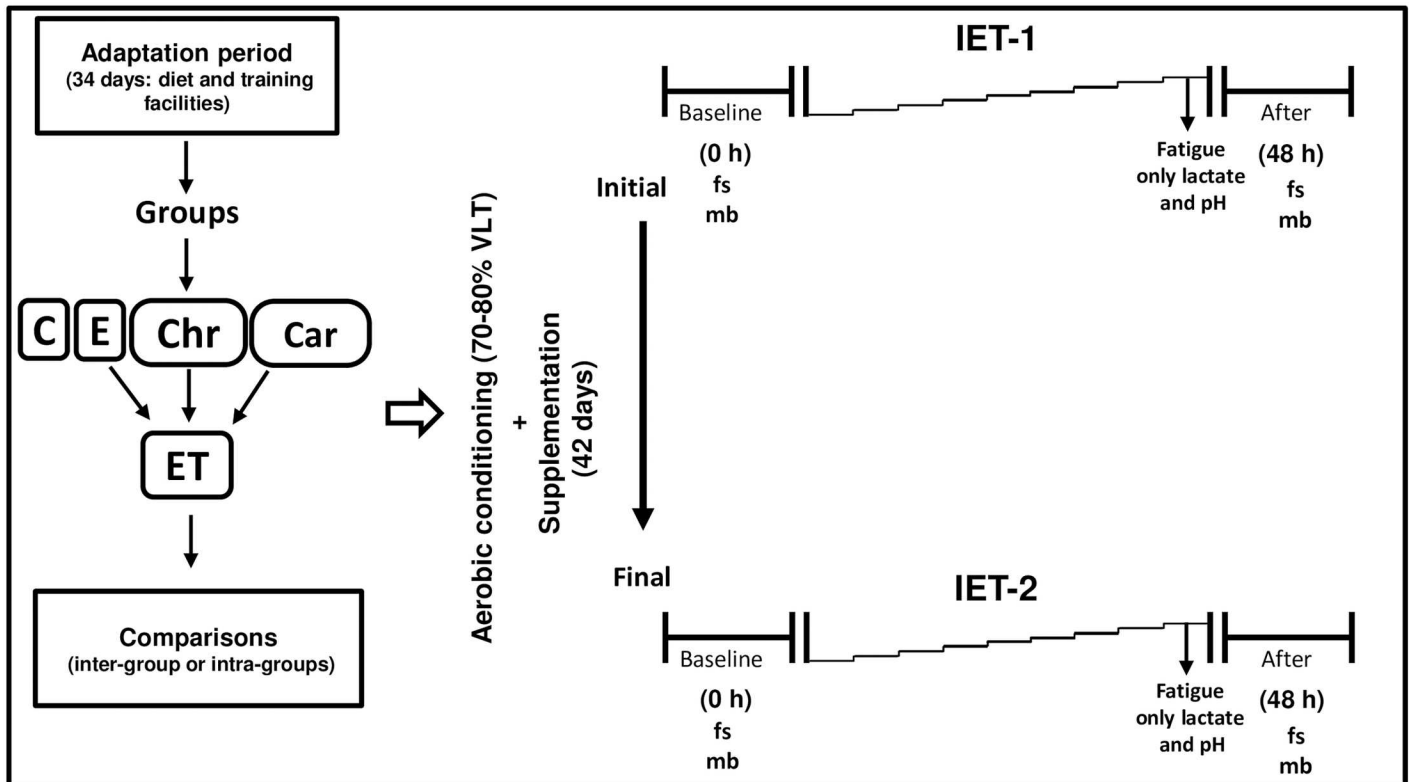 Adaptation period
(34 days: diet and training
facilities)
Groups
C
E
Chr
Car
ET
Comparisons
(inter-group or intra-groups)
Aerobic conditioning (70-80% VLT)
+
Supplementation
(42 days)
Initial
Final
IET-1
Baseline
(0 h)
fs
mb
Fatigue
only lactate
and pH
After
(48 h)
fs
mb
IET-2
Baseline
(0 h)
fs
mb
Fatigue
only lactate
and pH
After
(48 h)
fs
mb